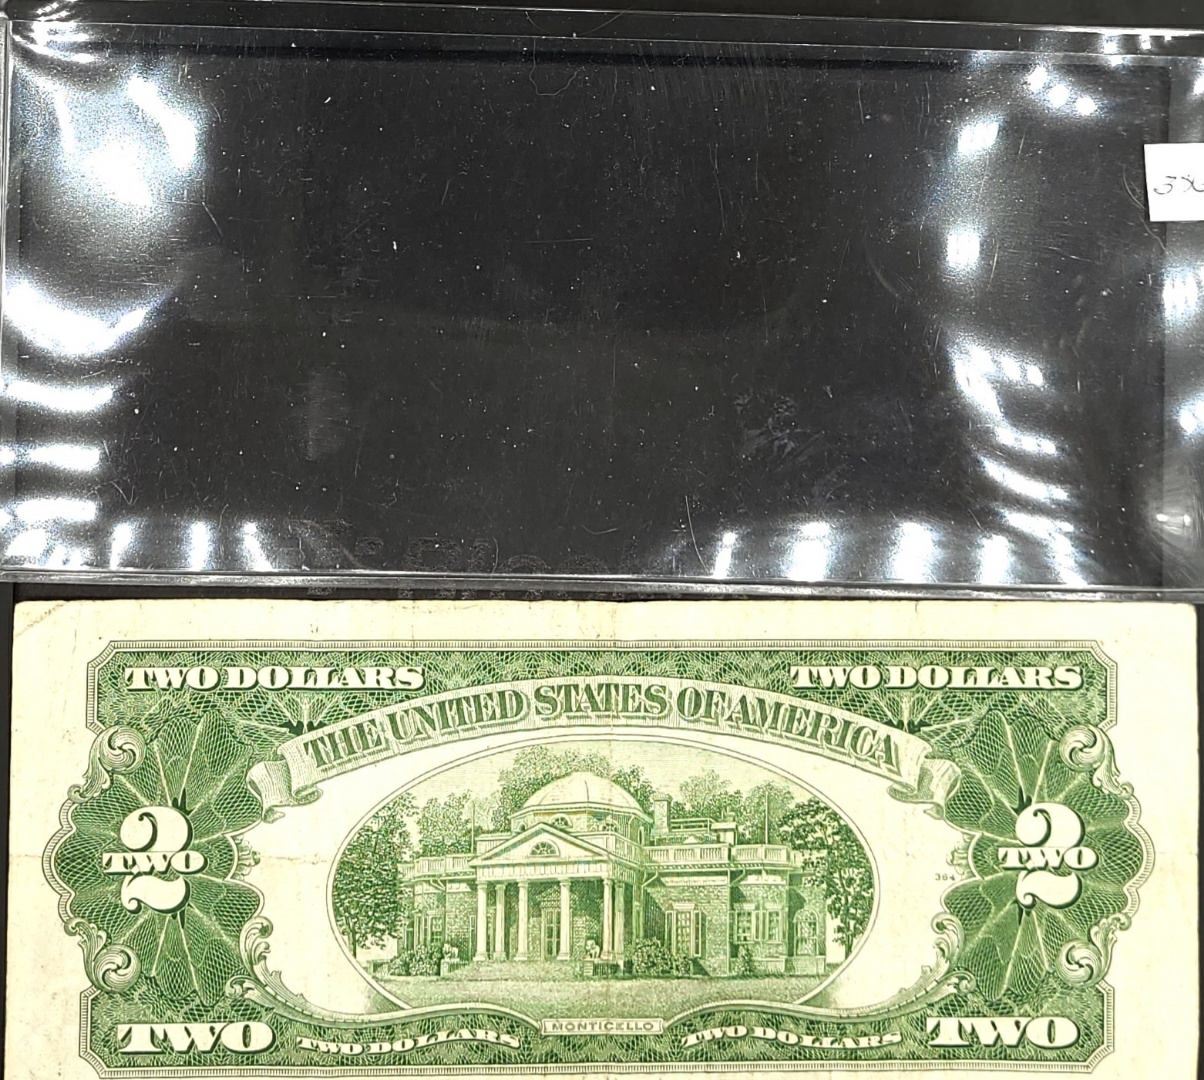 TWO DOLLARS
TWO DOLLARS
THE UNITED STATES OF AMERICA
2
TWO
2
TWO
364
TWO
TWO DOLLARS
MONTICELLO
TWO DOLLARS
TWO